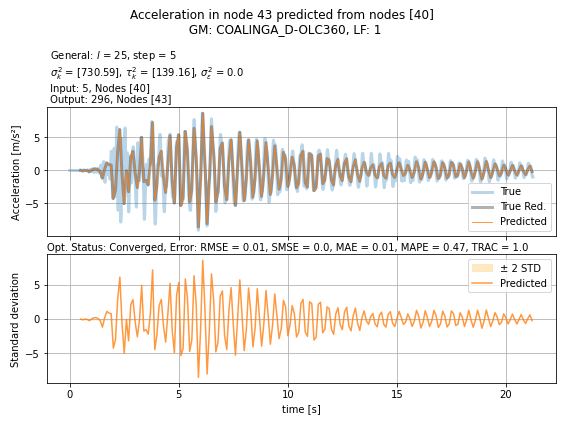 Acceleration in node 43 predicted from nodes [40]
GM: COALINGA_D-OLC360, LF: 1
General: l = 25, step = 5
σ²ₖ = [730.59], τ²ₖ = [139.16], σ²ₑ = 0.0
Input: 5, Nodes [40]
Output: 296, Nodes [43]
Acceleration [m/s²]
5
0
−5
True
True Red.
Predicted
Opt. Status: Converged, Error: RMSE = 0.01, SMSE = 0.0, MAE = 0.01, MAPE = 0.47, TRAC = 1.0
Standard deviation
5
0
−5
± 2 STD
Predicted
0 5 10 15 20
time [s]